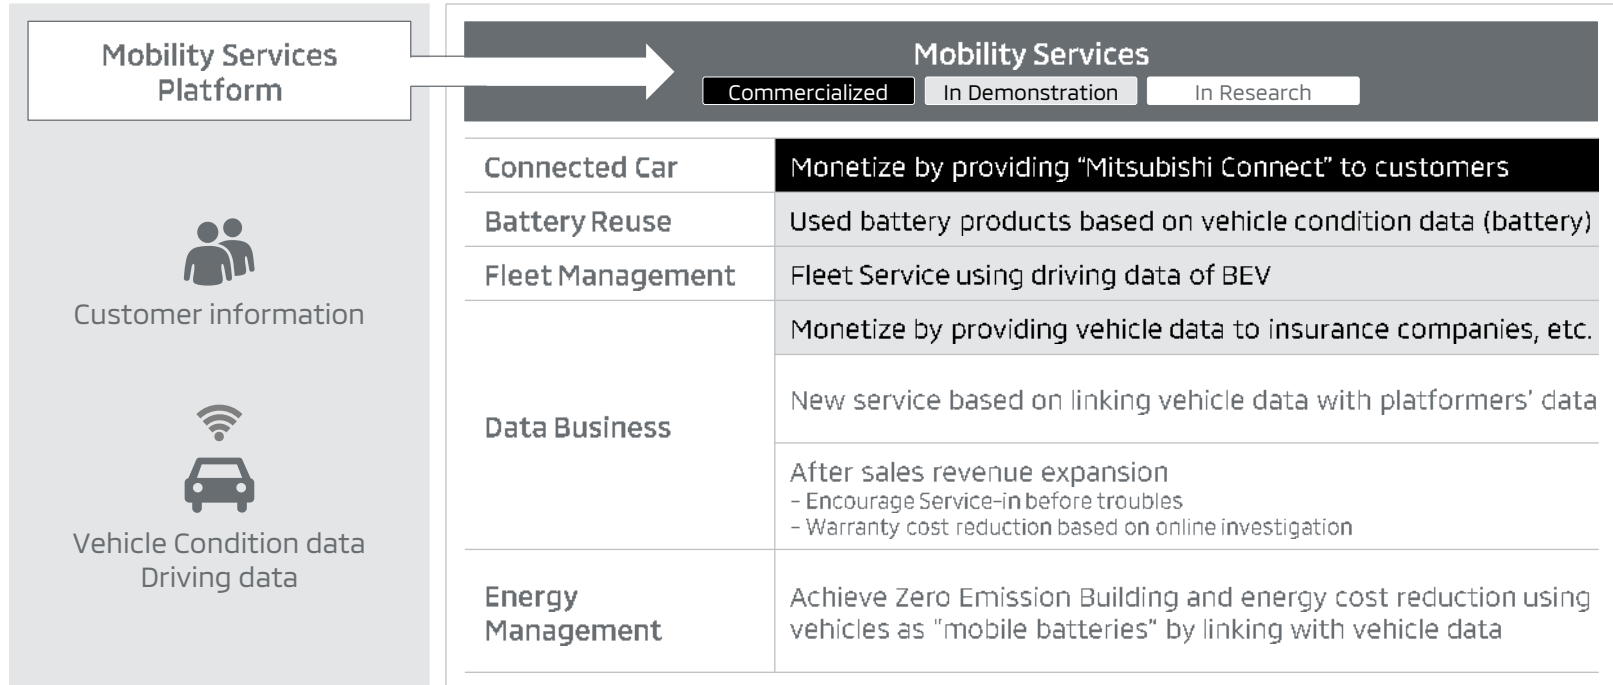 Mobility Services
Platform
Customer information
Vehicle Condition data
Driving data
Mobility Services
Commercialized In Demonstration In Research
Connected Car Monetize by providing “Mitsubishi Connect” to customers
Battery Reuse Used battery products based on vehicle condition data (battery)
Fleet Management Fleet Service using driving data of BEV
Monetize by providing vehicle data to insurance companies, etc.
Data Business
New service based on linking vehicle data with platformers’ data
After sales revenue expansion
– Encourage Service-in before troubles
– Warranty cost reduction based on online investigation
Energy
Management
Achieve Zero Emission Building and energy cost reduction using
vehicles as "mobile batteries" by linking with vehicle data